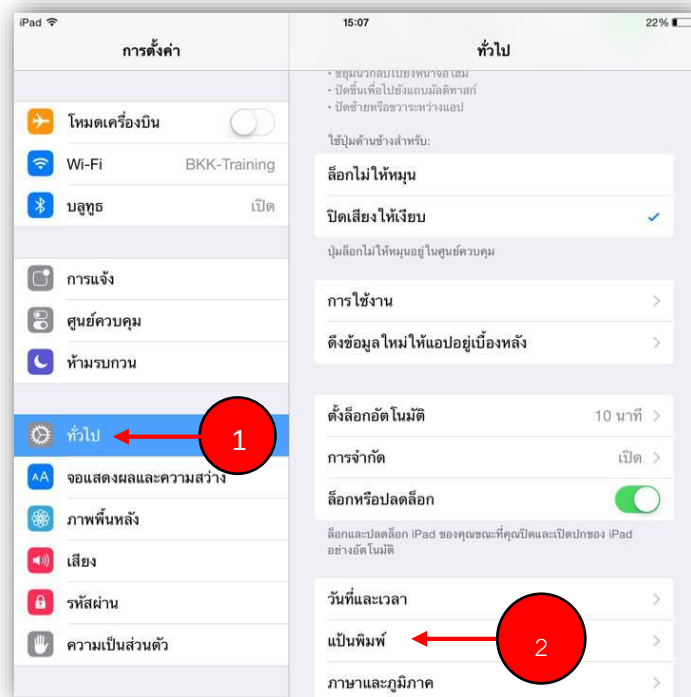 iPad 15:07 22%
การตั้งค่า
ทั่วไป
โหมดเครื่องบิน
Wi-Fi BKK-Training
บลูทูธ เปิด
การแจ้ง
ศูนย์ควบคุม
ห้ามรบกวน
ทั่วไป 1
จอแสดงผลและความสว่าง
ภาพพื้นหลัง
เสียง
รหัสผ่าน
ความเป็นส่วนตัว
• ปัดขึ้นเพื่อไปยังแถบมัลติทาสก์
• ปัดซ้ายหรือขวาระหว่างแอป
ใช้ปุ่มด้านข้างสำหรับ:
ล็อกไม่ให้หมุน
ปิดเสียงให้เงียบ
ปุ่มล็อกไม่ให้หมุนอยู่ในศูนย์ควบคุม
การใช้งาน
ดึงข้อมูลใหม่ให้แอปอยู่เบื้องหลัง
ตั้งล็อกอัตโนมัติ 10 นาที
การจำกัด เปิด
ล็อกหรือปลดล็อก
ล็อกและปลดล็อก iPad ของคุณขณะที่คุณปิดและเปิดปกของ iPad
อย่างอัตโนมัติ
วันที่และเวลา
แป้นพิมพ์ 2
ภาษาและภูมิภาค